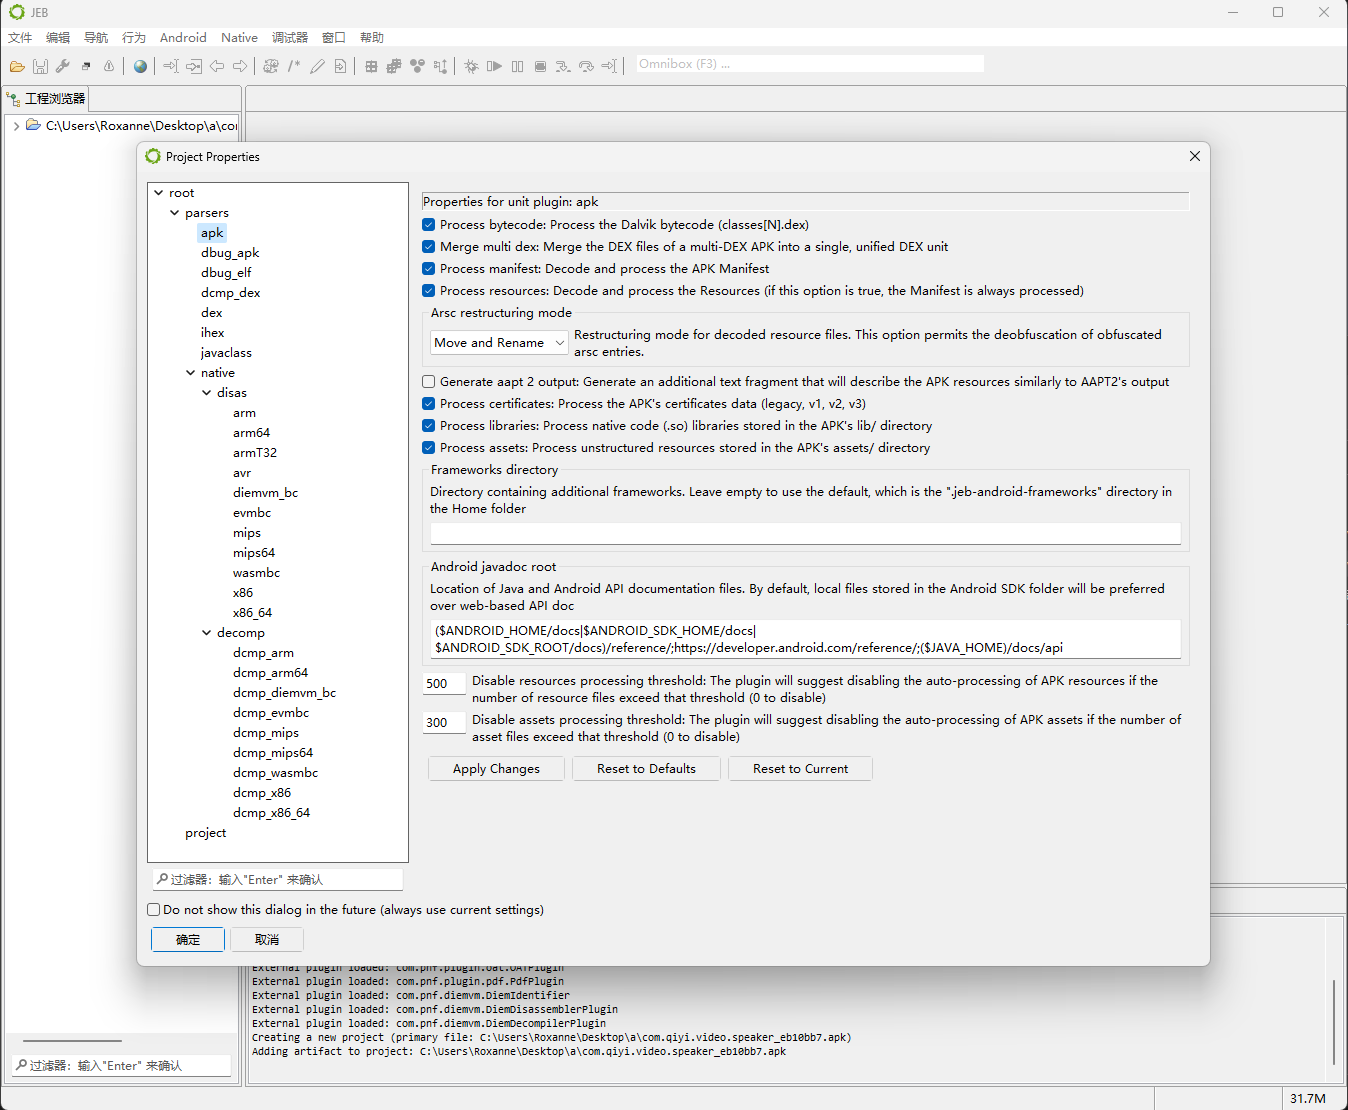 JEB
文件 编辑 导航 行为 Android Native 调试器 窗口 帮助
Omnibox (F3) ...
工程浏览器
C:\Users\Roxanne\Desktop\a\co
Project Properties
root
parsers
apk
dbug_apk
dbug_elf
dcmp_dex
dex
ihex
javaclass
native
disas
arm
arm64
armT32
avr
diemvm_bc
evmbc
mips
mips64
wasmbc
x86
x86_64
decomp
dcmp_arm
dcmp_arm64
dcmp_diemvm_bc
dcmp_evmbc
dcmp_mips
dcmp_mips64
dcmp_wasmbc
dcmp_x86
dcmp_x86_64
project
过滤器: 输入"Enter" 来确认
Properties for unit plugin: apk
Process bytecode: Process the Dalvik bytecode (classes[N].dex)
Merge multi dex: Merge the DEX files of a multi-DEX APK into a single, unified DEX unit
Process manifest: Decode and process the APK Manifest
Process resources: Decode and process the Resources (if this option is true, the Manifest is always processed)
Arsc restructuring mode
Move and Rename
Restructuring mode for decoded resource files. This option permits the deobfuscation of obfuscated
arsc entries.
Generate aapt 2 output: Generate an additional text fragment that will describe the APK resources similarly to AAPT2's output
Process certificates: Process the APK's certificates data (legacy, v1, v2, v3)
Process libraries: Process native code (.so) libraries stored in the APK's lib/ directory
Process assets: Process unstructured resources stored in the APK's assets/ directory
Frameworks directory
Directory containing additional frameworks. Leave empty to use the default, which is the ".jeb-android-frameworks" directory in
the Home folder
Android javadoc root
Location of Java and Android API documentation files. By default, local files stored in the Android SDK folder will be preferred
over web-based API doc
($ANDROID_HOME/docs|$ANDROID_SDK_HOME/docs|
$ANDROID_SDK_ROOT/docs)/reference/;https://developer.android.com/reference/;($JAVA_HOME)/docs/api
500 Disable resources processing threshold: The plugin will suggest disabling the auto-processing of APK resources if the
number of resource files exceed that threshold (0 to disable)
300 Disable assets processing threshold: The plugin will suggest disabling the auto-processing of APK assets if the number of
asset files exceed that threshold (0 to disable)
Apply Changes Reset to Defaults Reset to Current
Do not show this dialog in the future (always use current settings)
确定 取消
External plugin loaded: com.pnf.plugin.oat.OATPlugin
External plugin loaded: com.pnf.plugin.pdf.PdfPlugin
External plugin loaded: com.pnf.diemvm.DiemIdentifier
External plugin loaded: com.pnf.diemvm.DiemDisassemblerPlugin
External plugin loaded: com.pnf.diemvm.DiemDecompilerPlugin
Creating a new project (primary file: C:\Users\Roxanne\Desktop\a\com.qiyi.video.speaker_eb10bb7.apk)
Adding artifact to project: C:\Users\Roxanne\Desktop\a\com.qiyi.video.speaker_eb10bb7.apk
过滤器: 输入"Enter" 来确认
31.7M